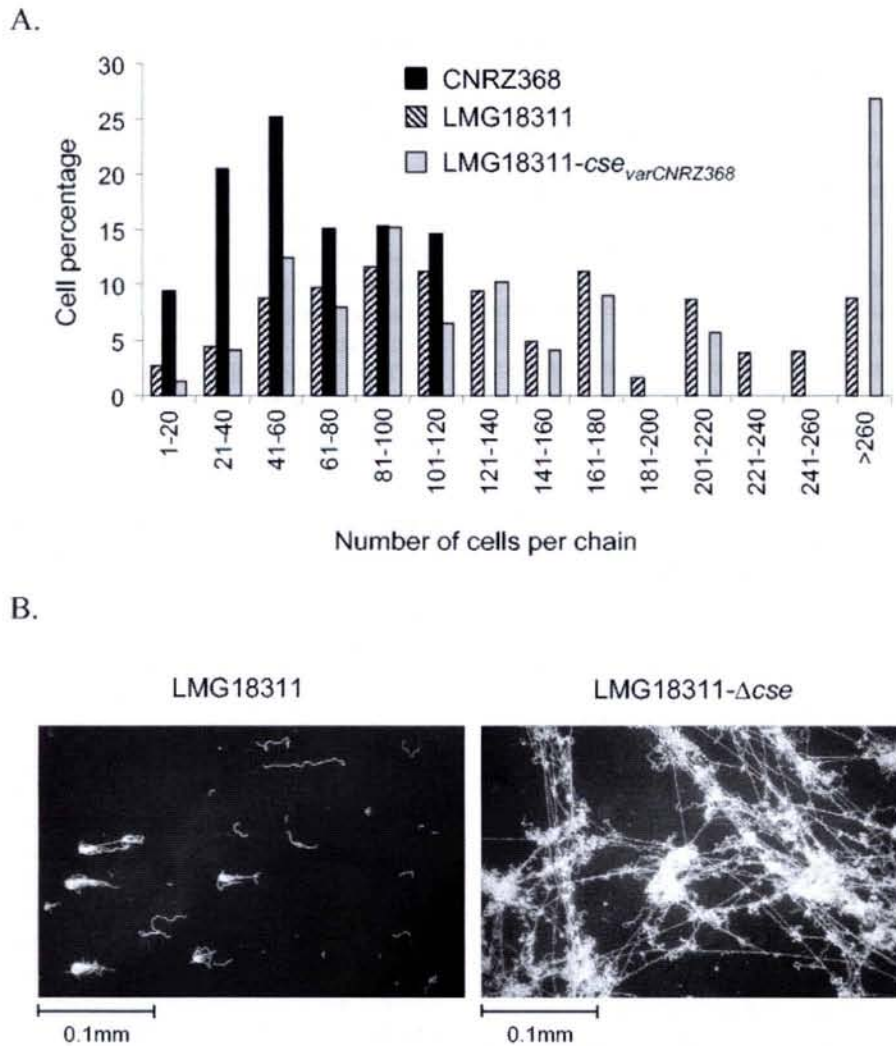 A.
30
25
20
15
10
5
0
Cell percentage
CNRZ368
LMG18311
LMG18311-cse varCNRZ368
1-20
21-40
41-60
61-80
81-100
101-120
121-140
141-160
161-180
181-200
201-220
221-240
241-260
>260
Number of cells per chain
B.
LMG18311
LMG18311-Δcse
0.1mm
0.1mm